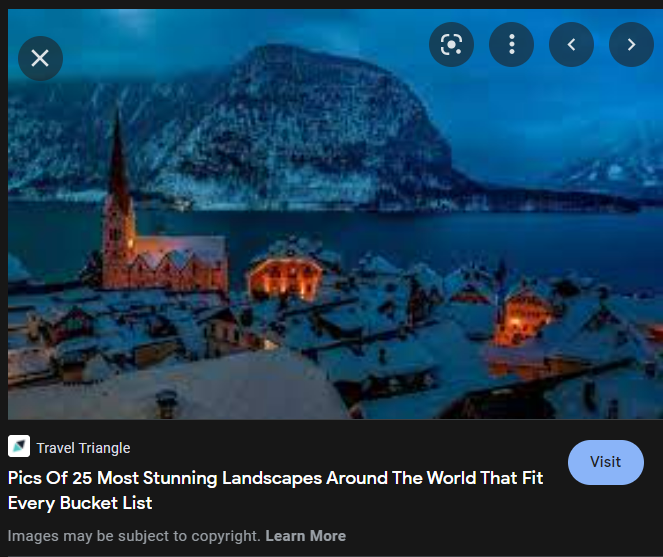 Travel Triangle
Visit
Pics Of 25 Most Stunning Landscapes Around The World That Fit
Every Bucket List
Images may be subject to copyright. Learn More